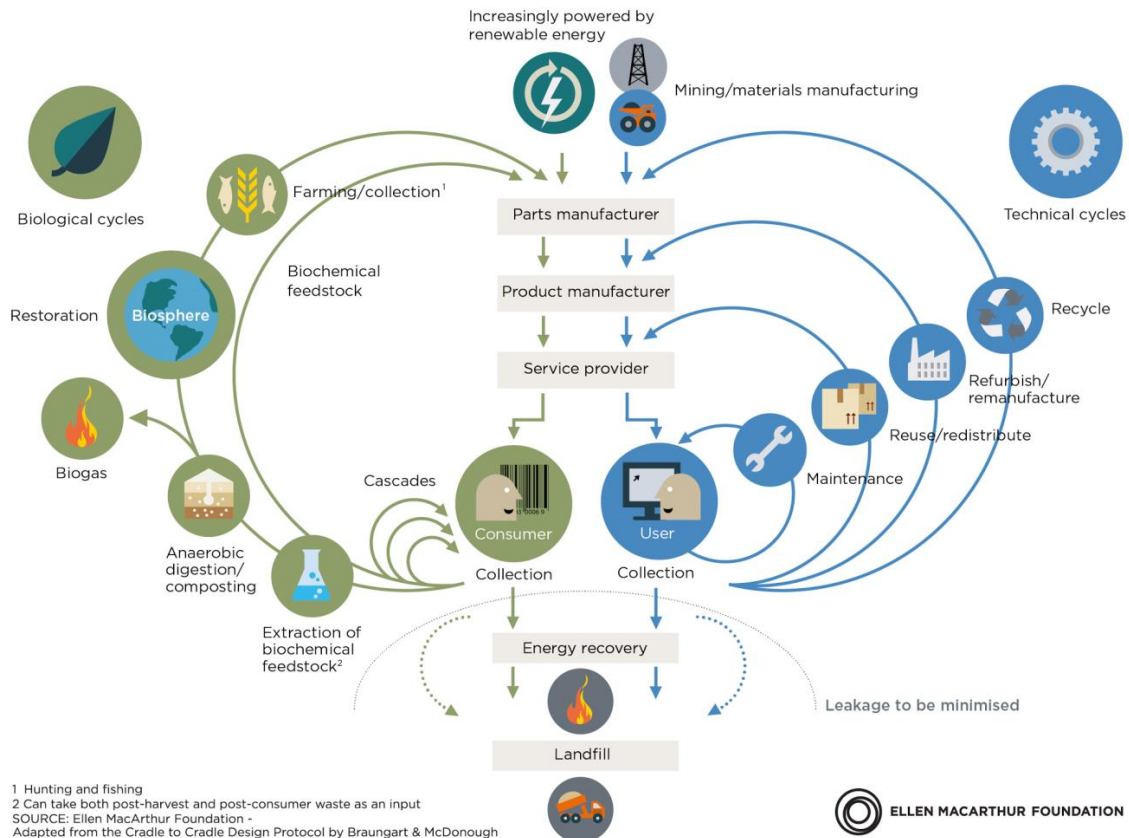 Increasingly powered by
renewable energy
Mining/materials manufacturing
Biological cycles
Farming/collection¹
Technical cycles
Parts manufacturer
Biochemical
feedstock
Product manufacturer
Restoration
Biosphere
Recycle
Service provider
Refurbish/
remanufacture
Reuse/redistribute
Biogas
Cascades
Maintenance
Consumer
User
Anaerobic
digestion/
composting
Collection
Collection
Extraction of
biochemical
feedstock²
Energy recovery
Leakage to be minimised
Landfill
1 Hunting and fishing
2 Can take both post-harvest and post-consumer waste as an input
SOURCE: Ellen MacArthur Foundation -
Adapted from the Cradle to Cradle Design Protocol by Braungart & McDonough
ELLEN MACARTHUR FOUNDATION